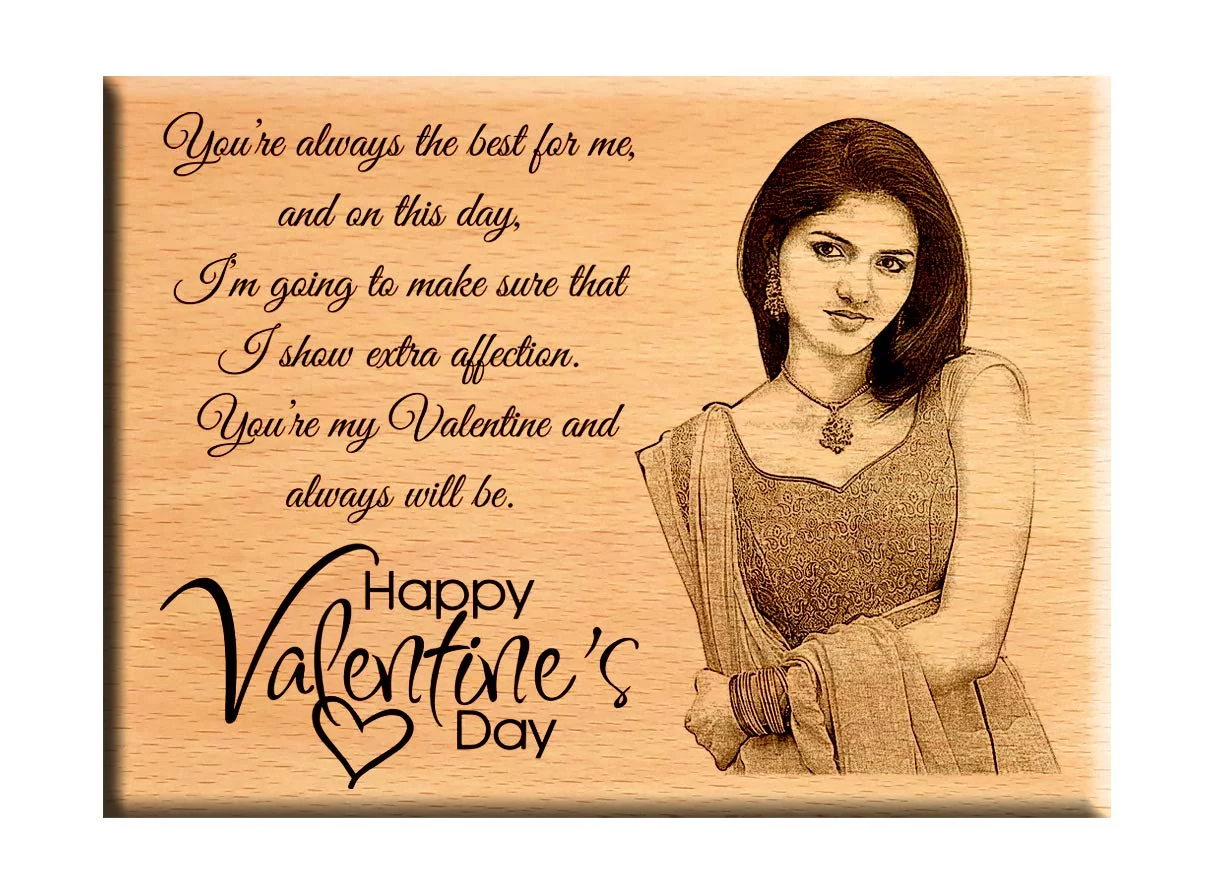 You're always the best for me,
and on this day,
I'm going to make sure that
I show extra affection.
You're my Valentine and
always will be.
Happy
Valentine's
Day